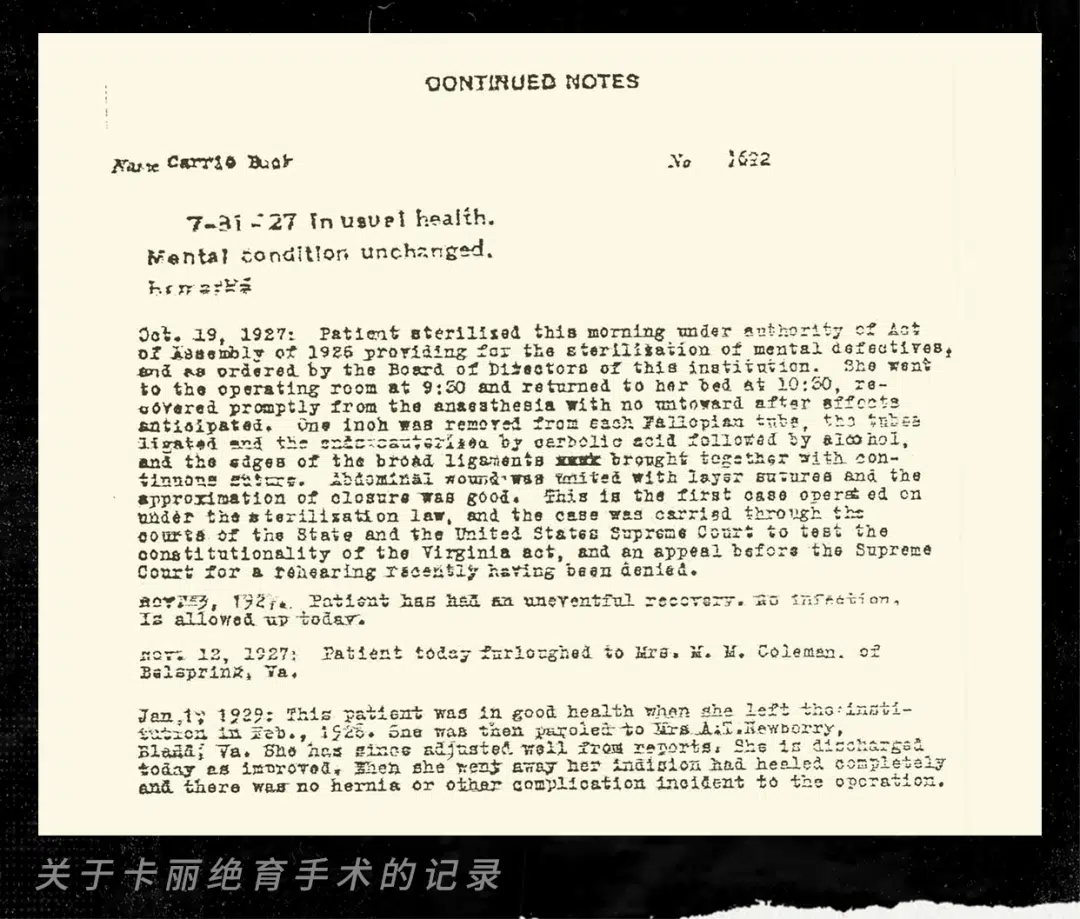 CONTINUED NOTES
Name Carrie Buck No 1692
7-31-27 In usual health.
Mental condition unchanged.
Oct. 19, 1927: Patient sterilized this morning under authority of Act
of Assembly of 1926 providing for the sterilization of mental defectives,
and as ordered by the Board of Directors of this institution. She went
to the operating room at 9:30 and returned to her bed at 10:30, re-
covered promptly from the anaesthesia with no untoward after affects
anticipated. One inch was removed from each Fallopian tube, the tubes
ligated and the ends cauterized by carbolic acid followed by alcohol,
and the edges of the broad ligaments brought together with con-
tinuous suture. Abdominal wound was united with layer sutures and the
approximation of closure was good. This is the first case operated on
under the sterilization law, and the case was carried through the
courts of the State and the United States Supreme Court to test the
constitutionality of the Virginia act, and an appeal before the Supreme
Court for a rehearing recently having been denied.
Patient has had an uneventful recovery. No infection,
Is allowed up today.
Nov. 12, 1927: Patient today furloughed to Mrs. M. M. Coleman. of
Belspring, Va.
Jan. 1929: This patient was in good health when she left the insti-
tution in Feb., She was then paroled to Mrs A.T.Newberry,
Bland, Va. She has since adjusted well from reports. She is discharged
today as improved. When she went away her indision had healed completely
and there was no hernia or other complication incident to the operation.
关于卡丽绝育手术的记录